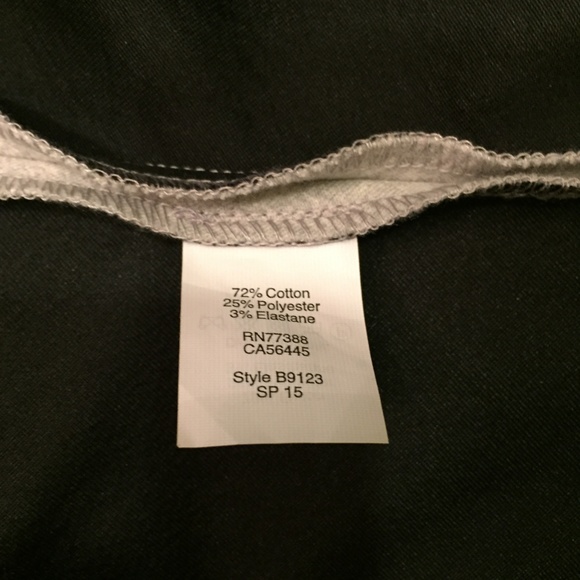 72% Cotton
25% Polyester
3% Elastane
RN77388
CA56445
Style B9123
SP 15